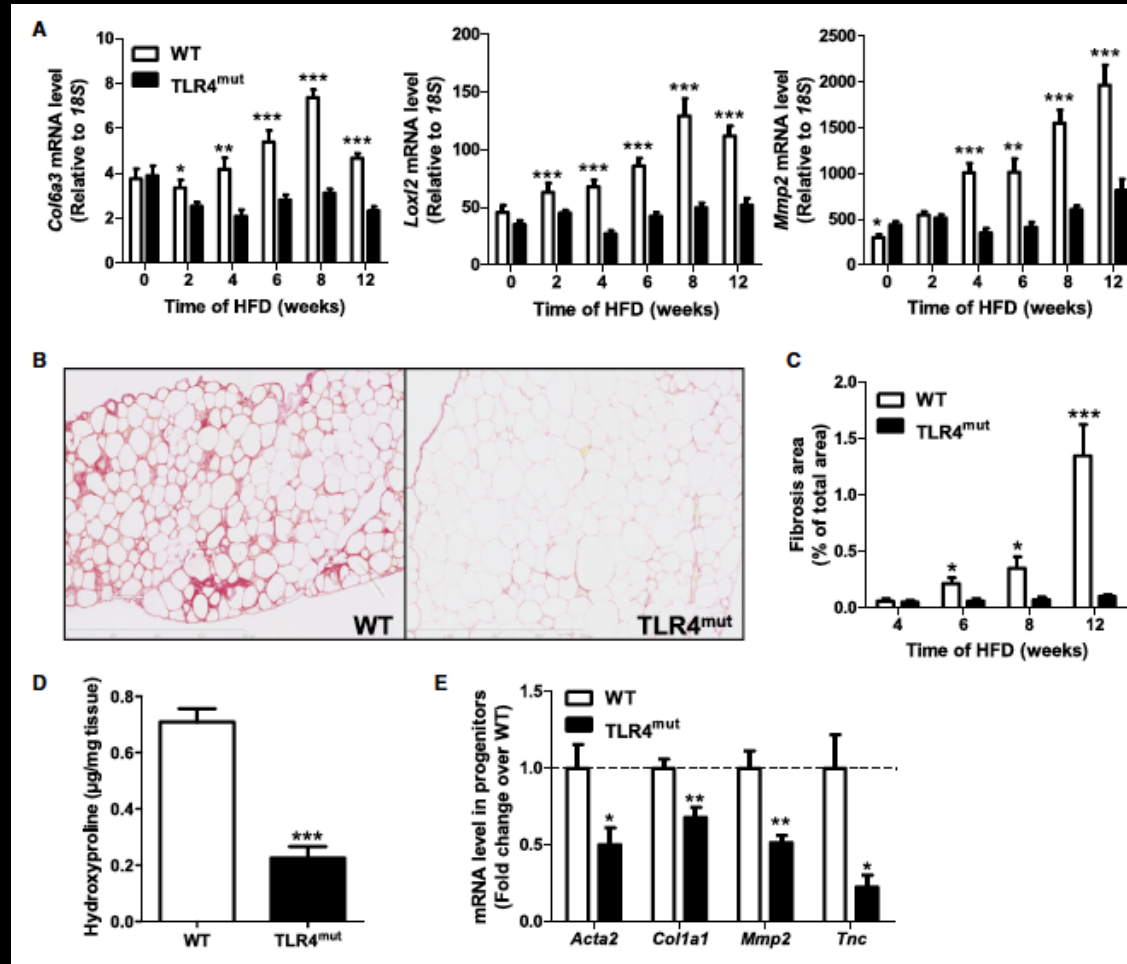 A
Col6a3 mRNA level
(Relative to 18S)
10
8
6
4
2
0
WT
TLR4mut
*
**
***
***
***
0 2 4 6 8 12
Time of HFD (weeks)
Loxl2 mRNA level
(Relative to 18S)
200
150
100
50
0
***
***
***
***
***
0 2 4 6 8 12
Time of HFD (weeks)
Mmp2 mRNA level
(Relative to 18S)
2500
2000
1500
1000
500
0
*
***
**
***
***
0 2 4 6 8 12
Time of HFD (weeks)
B
WT
TLR4mut
C
Fibrosis area
(% of total area)
2.0
1.5
1.0
0.5
0.0
WT
TLR4mut
*
*
***
4 6 8 12
Time of HFD (weeks)
D
Hydroxyproline (µg/mg tissue)
0.8
0.6
0.4
0.2
0.0
***
WT TLR4mut
E
mRNA level in progenitors
(Fold change over WT)
1.5
1.0
0.5
0.0
WT
TLR4mut
*
**
**
*
Acta2 Col1a1 Mmp2 Tnc